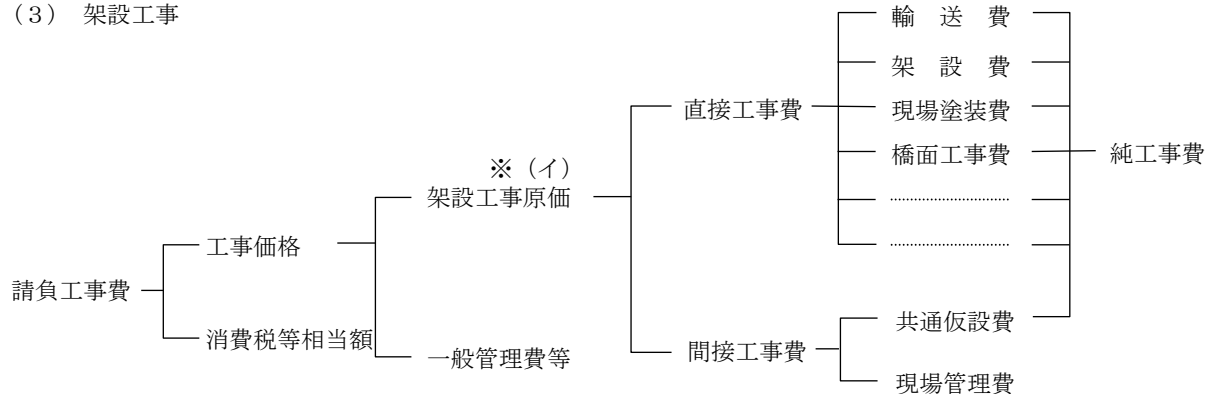 (3) 架設工事
輸 送 費
架 設 費
直接工事費
現場塗装費
橋面工事費
純工事費
※(イ)
架設工事原価
工事価格
請負工事費
消費税等相当額
一般管理費等
間接工事費
共通仮設費
現場管理費